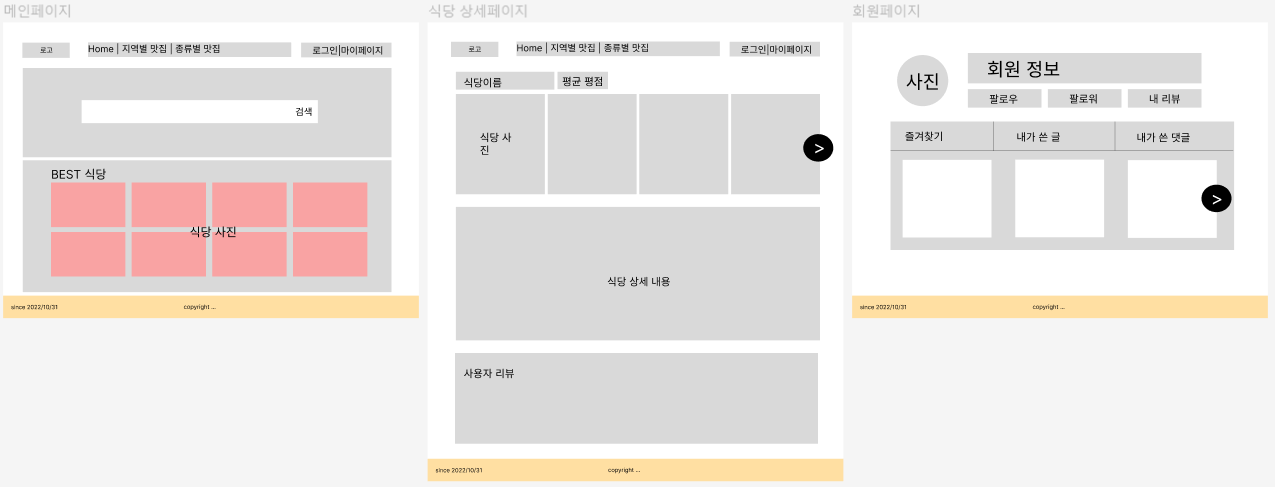 메인페이지
로고
Home | 지역별 맛집 | 종류별 맛집
로그인|마이페이지
검색
BEST 식당
식당 사진
since 2022/10/31
copyright ...
식당 상세페이지
로고
Home | 지역별 맛집 | 종류별 맛집
로그인|마이페이지
식당이름
평균 평점
식당 사
진
>
식당 상세 내용
사용자 리뷰
since 2022/10/31
copyright ...
회원페이지
사진
회원 정보
팔로우
팔로워
내 리뷰
즐겨찾기
내가 쓴 글
내가 쓴 댓글
>
since 2022/10/31
copyright ...